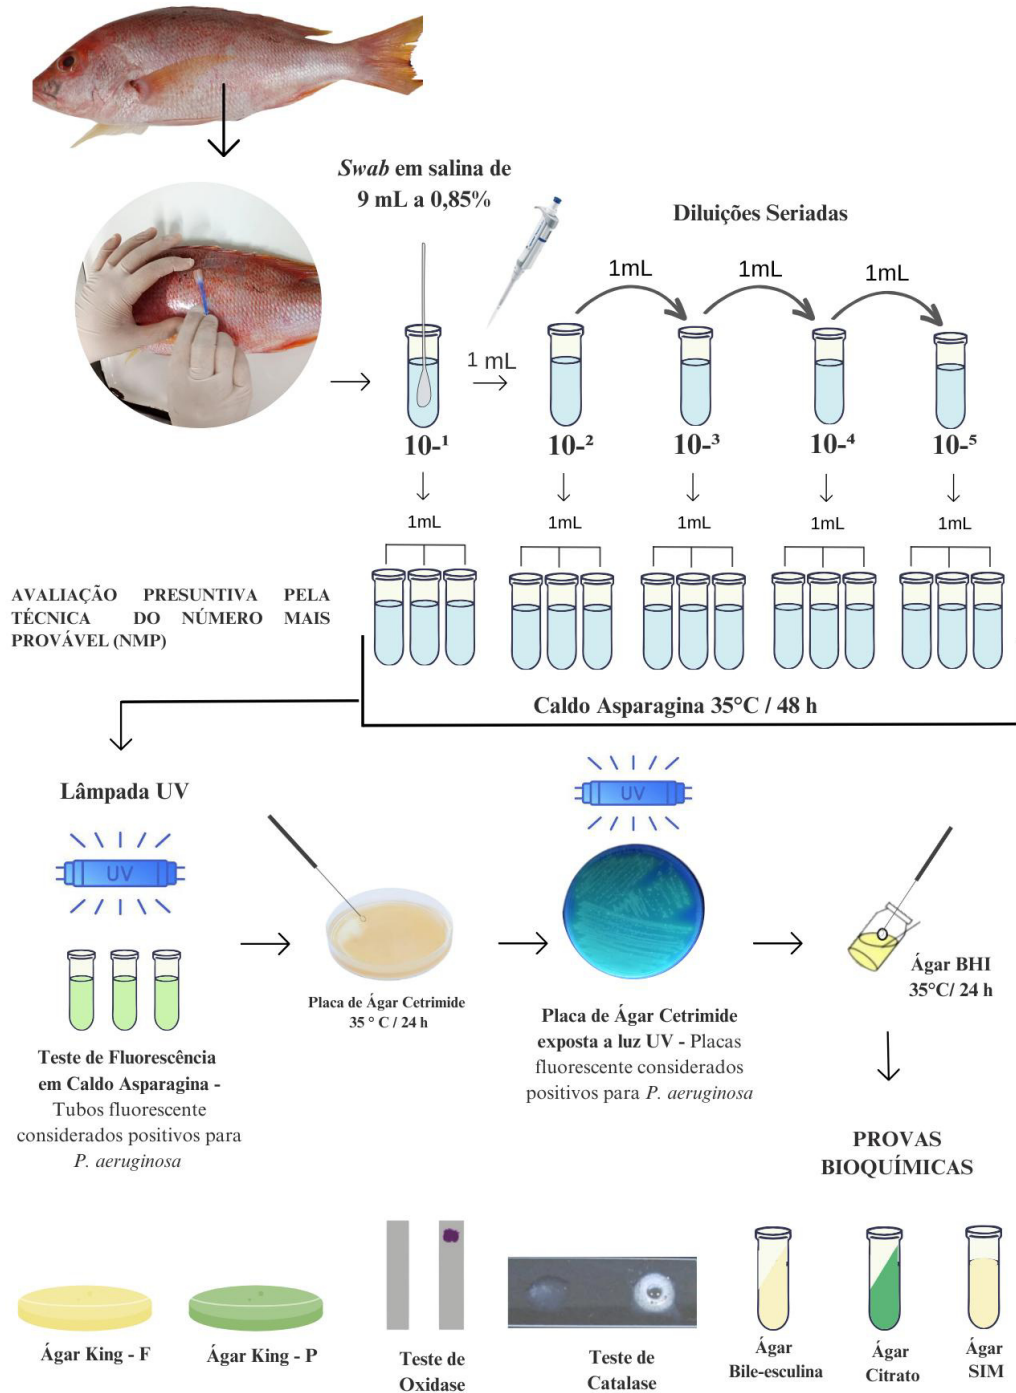 Swab em salina de
9 mL a 0,85%
Diluições Seriadas
1mL
1mL
1mL
1 mL
10-¹
10-²
10-³
10-⁴
10-⁵
1mL
1mL
1mL
1mL
1mL
AVALIAÇÃO PRESUNTIVA PELA
TÉCNICA DO NÚMERO MAIS
PROVÁVEL (NMP)
Caldo Asparagina 35°C / 48 h
Lâmpada UV
UV
UV
Teste de Fluorescência
em Caldo Asparagina -
Tubos fluorescente
considerados positivos para
P. aeruginosa
Placa de Ágar Cetrimide
35 ° C / 24 h
Placa de Ágar Cetrimide
exposta a luz UV - Placas
fluorescente considerados
positivos para P. aeruginosa
Ágar BHI
35°C/ 24 h
PROVAS
BIOQUÍMICAS
Ágar King - F
Ágar King - P
Teste de
Oxidase
Teste de
Catalase
Ágar
Bile-esculina
Ágar
Citrato
Ágar
SIM